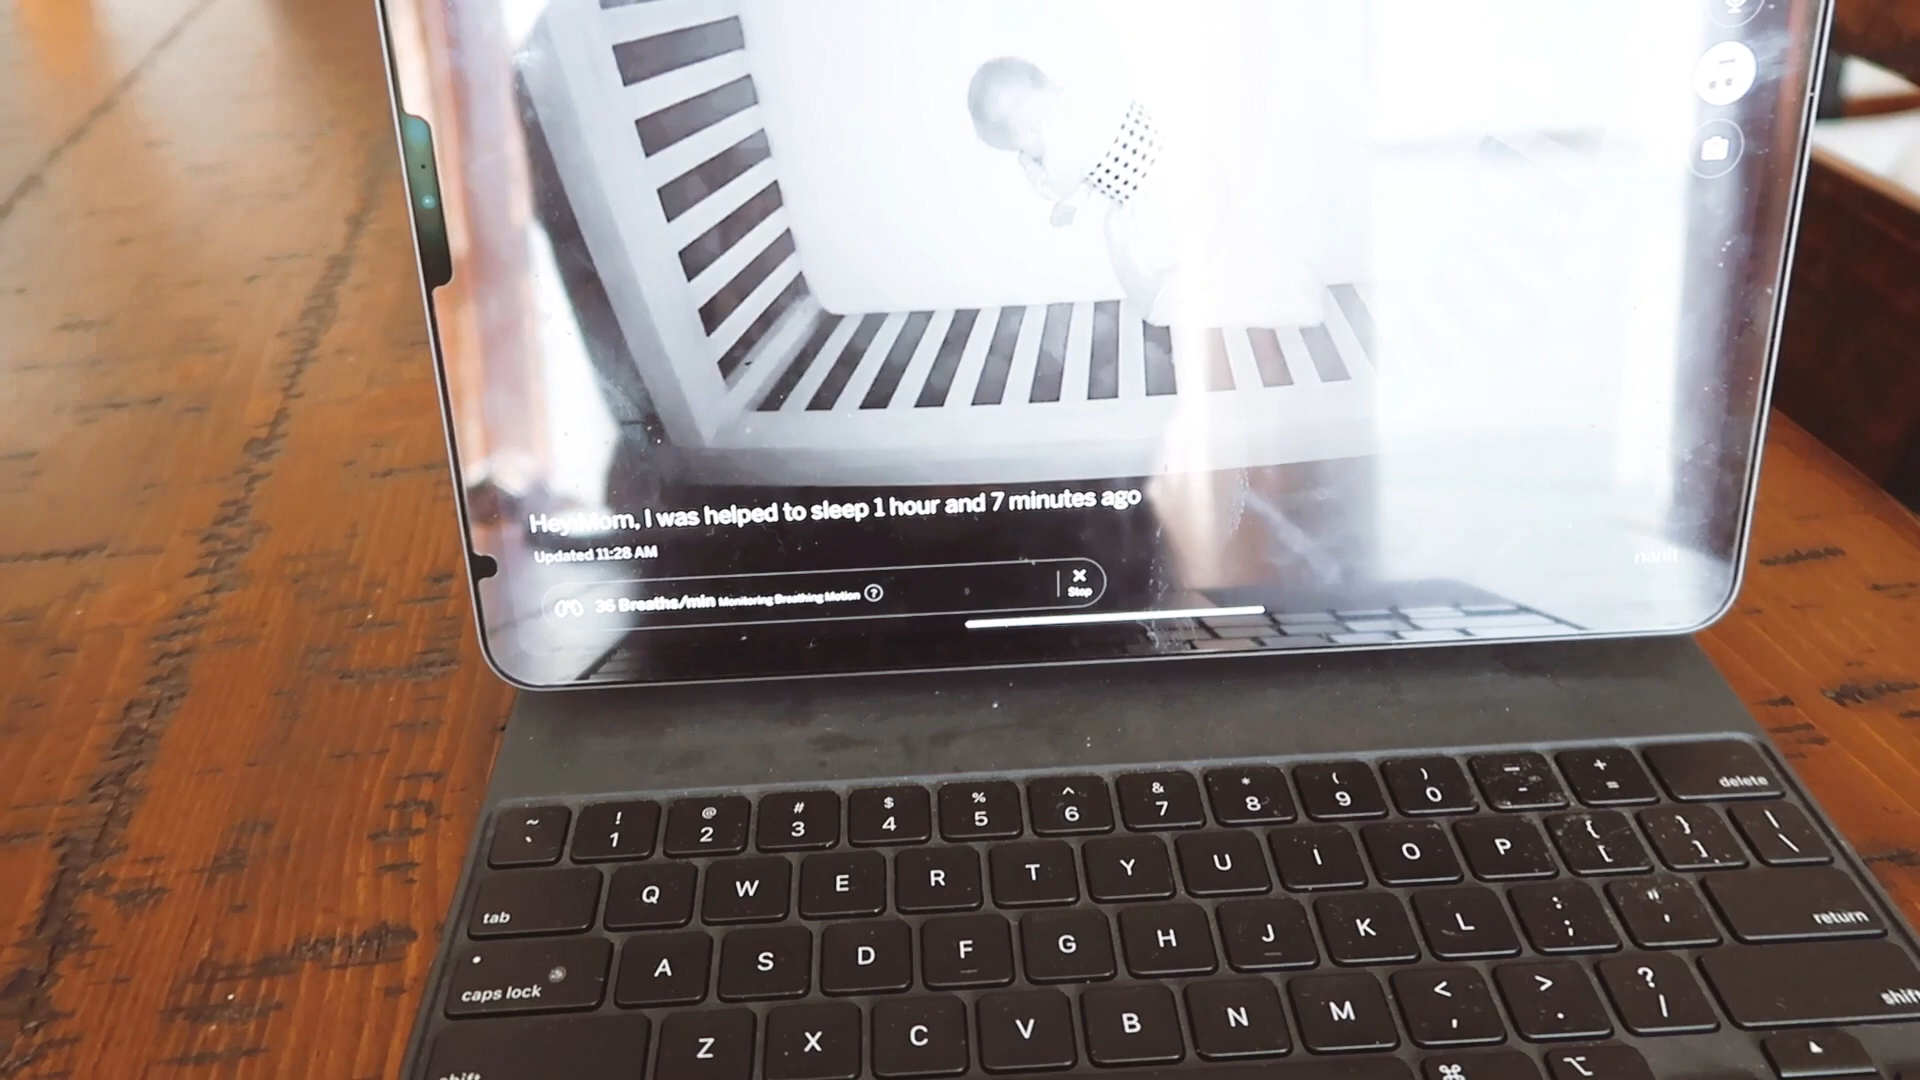 Hey Mom, I was helped to sleep 1 hour and 7 minutes ago
Updated 11:28 AM
36 Breaths/min Monitoring Breathing Motion ?
× Stop
nanit
~ ! @ # $ % ^ & * ( ) — +
` 1 2 3 4 5 6 7 8 9 0 - = delete
tab Q W E R T Y U I O P { [ } ] | \
caps lock A S D F G H J K L : ; " ' return
shift Z X C V B N M < , > . ? / shift
⌘ ⌥ ▲